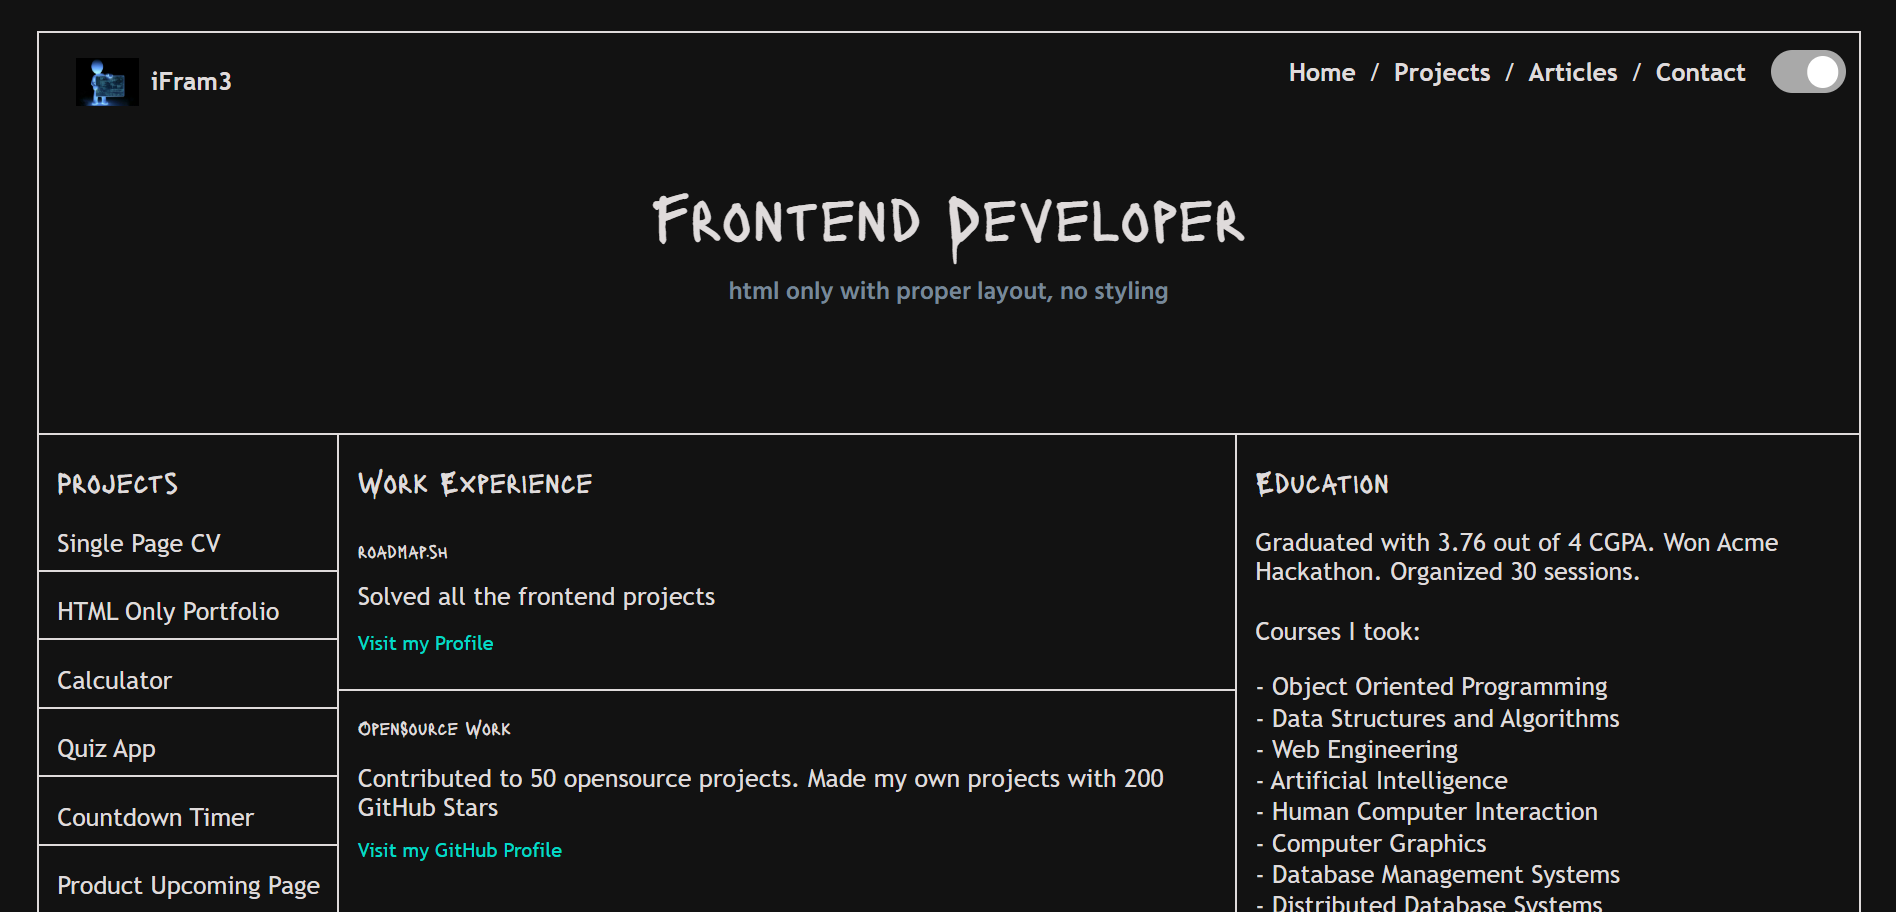 iFram3
Home / Projects / Articles / Contact
Frontend Developer
html only with proper layout, no styling
Projects
Single Page CV
HTML Only Portfolio
Calculator
Quiz App
Countdown Timer
Product Upcoming Page
Work Experience
roadmap.sh
Solved all the frontend projects
Visit my Profile
OpenSource Work
Contributed to 50 opensource projects. Made my own projects with 200
GitHub Stars
Visit my GitHub Profile
Education
Graduated with 3.76 out of 4 CGPA. Won Acme
Hackathon. Organized 30 sessions.
Courses I took:
- Object Oriented Programming
- Data Structures and Algorithms
- Web Engineering
- Artificial Intelligence
- Human Computer Interaction
- Computer Graphics
- Database Management Systems
- Distributed Database Systems